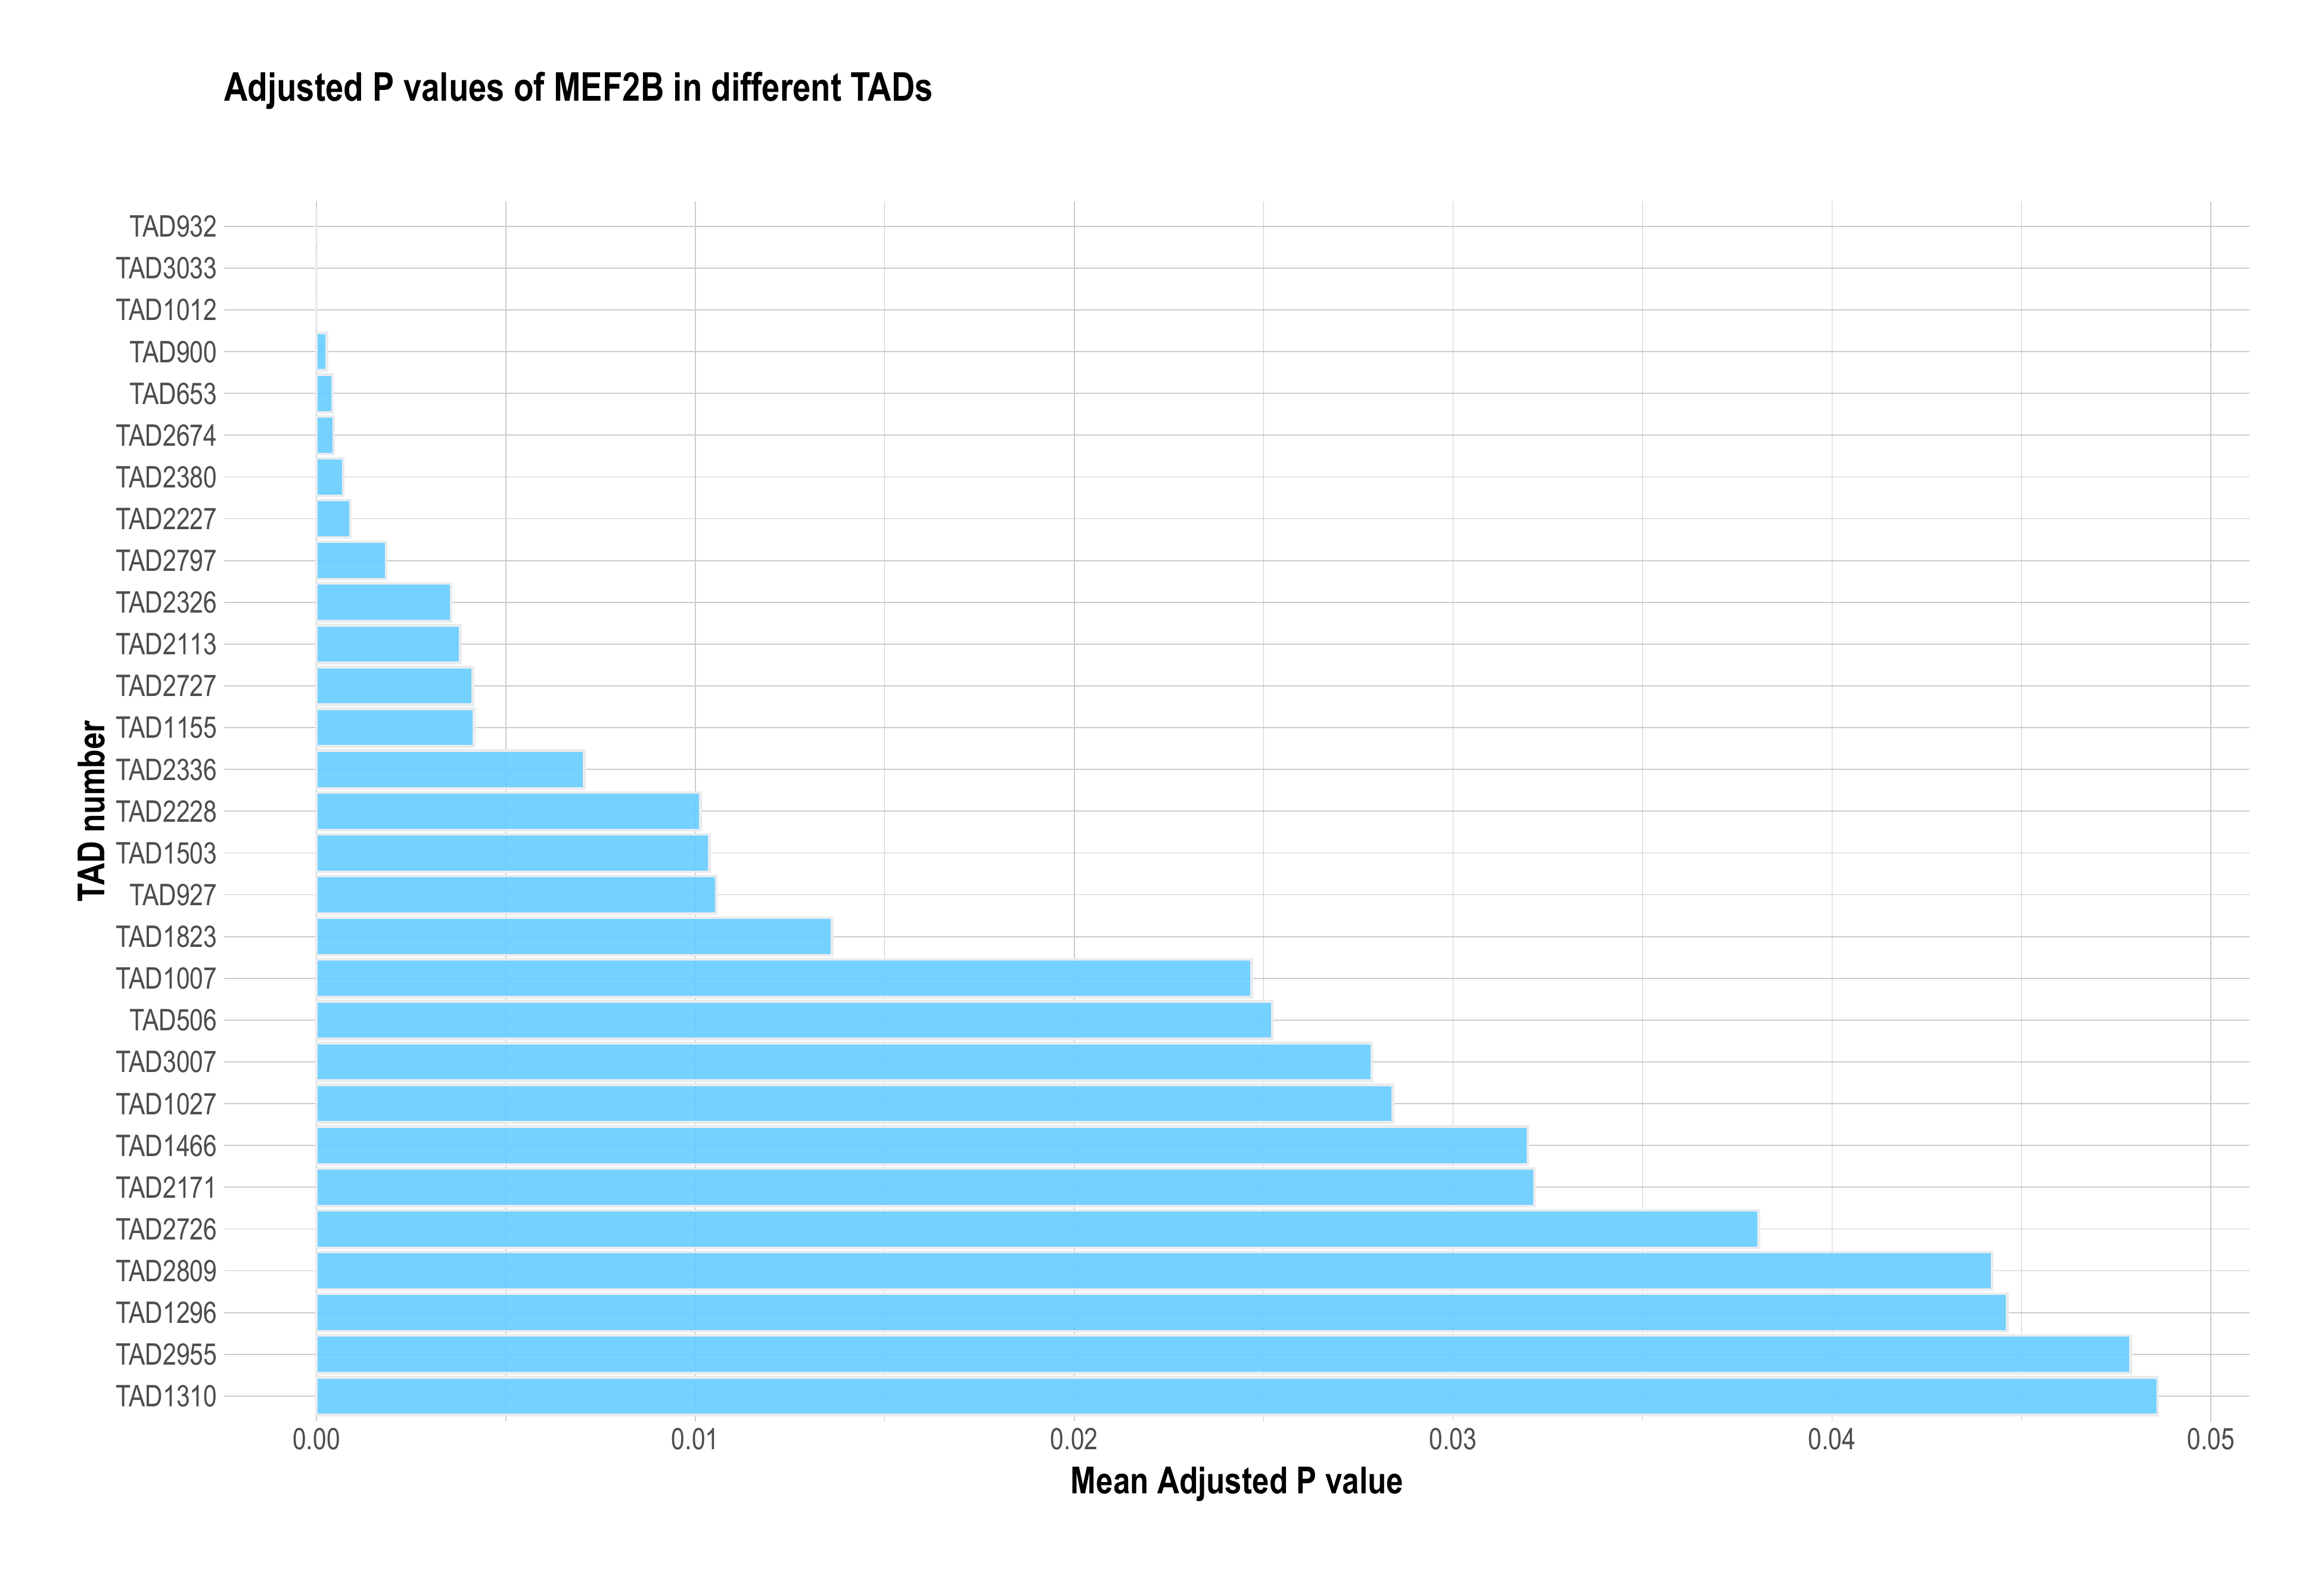 Adjusted P values of MEF2B in different TADs
TAD number
TAD932
TAD3033
TAD1012
TAD900
TAD653
TAD2674
TAD2380
TAD2227
TAD2797
TAD2326
TAD2113
TAD2727
TAD1155
TAD2336
TAD2228
TAD1503
TAD927
TAD1823
TAD1007
TAD506
TAD3007
TAD1027
TAD1466
TAD2171
TAD2726
TAD2809
TAD1296
TAD2955
TAD1310
0.00 0.01 0.02 0.03 0.04 0.05
Mean Adjusted P value